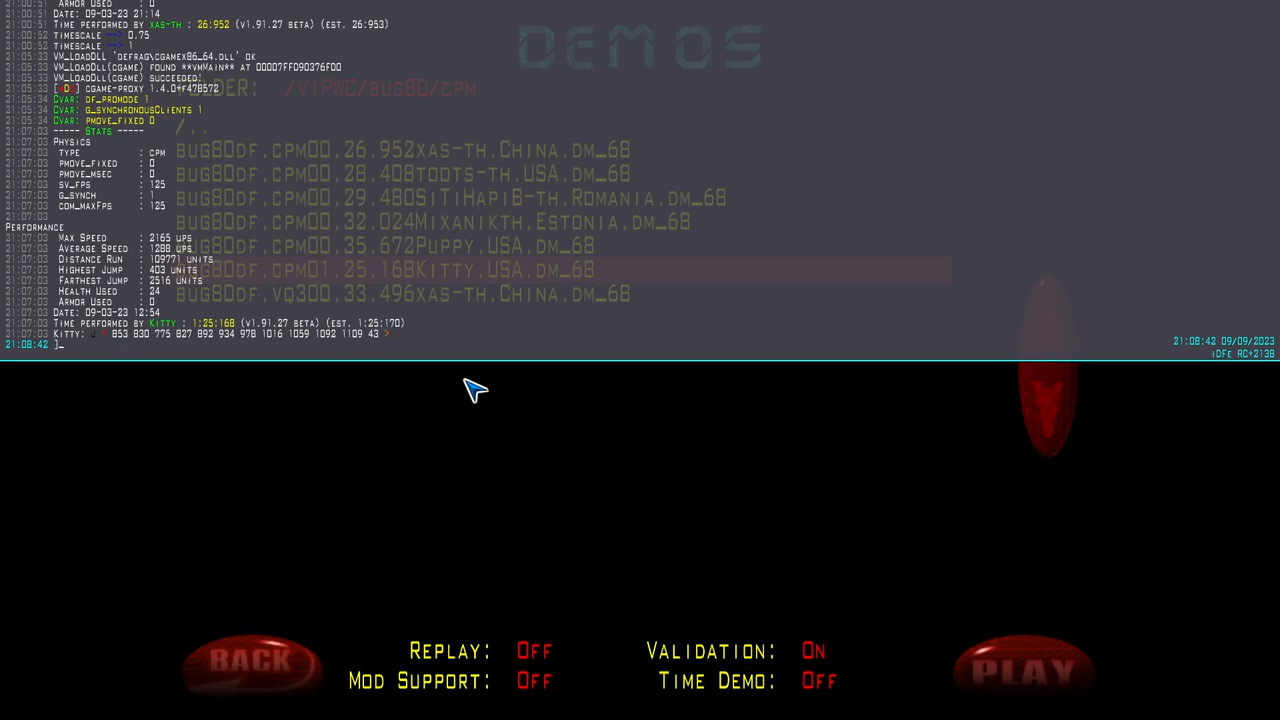 21:00:51 Armor Used : 0
21:00:51 Date: 09-03-23 21:14
21:00:51 Time performed by xas-th : 26:952 (v1.91.27 beta) (est. 26:953)
21:00:52 timescale --> 0.75
21:00:52 timescale --> 1
21:05:33 VM_LoadDll 'defrag\cgamex86_64.dll' ok
21:05:33 VM_LoadDll(cgame) found **vmMain** at 00007FFD90376FD0
21:05:33 VM_LoadDll(cgame) succeeded!
21:05:33 [ D ] cgame-proxy 1.4.0+f478572
21:05:34 Cvar: df_promode 1
21:05:34 Cvar: g_synchronousClients 1
21:05:34 Cvar: pmove_fixed 0
21:07:03 ----- Stats -----
21:07:03 Physics
21:07:03 Type : CPM
21:07:03 pmove_fixed : 0
21:07:03 pmove_msec : 0
21:07:03 sv_fps : 125
21:07:03 g_synch : 1
21:07:03 com_maxfps : 125
21:07:03
Performance
21:07:03 Max Speed : 2165 ups
21:07:03 Average Speed : 1288 ups
21:07:03 Distance Run : 109771 units
21:07:03 Highest Jump : 403 units
21:07:03 Farthest Jump : 2516 units
21:07:03 Health Used : 24
21:07:03 Armor Used : 0
21:07:03 Date: 09-03-23 12:54
21:07:03 Time performed by Kitty : 1:25:168 (v1.91.27 beta) (est. 1:25:170)
21:07:03 Kitty: 853 830 775 827 892 934 978 1016 1059 1092 1109 43 >
21:08:42 ]_
21:08:42 09/09/2023
iDFe RC+2138
DEMOS
Folder: /vipwc/bug80/cpm
/..
bug80df.cpm00.26.952xas-th.China.dm_68
bug80df.cpm00.28.408toots-th.USA.dm_68
bug80df.cpm00.29.480SiTiHapiB-th.Romania.dm_68
bug80df.cpm00.32.024Mixanikth.Estonia.dm_68
bug80df.cpm00.35.672Puppy.USA.dm_68
bug80df.cpm01.25.168Kitty.USA.dm_68
bug80df.vq300.33.496xas-th.China.dm_68
BACK
Replay: Off
Validation: On
Mod Support: Off
Time Demo: Off
PLAY